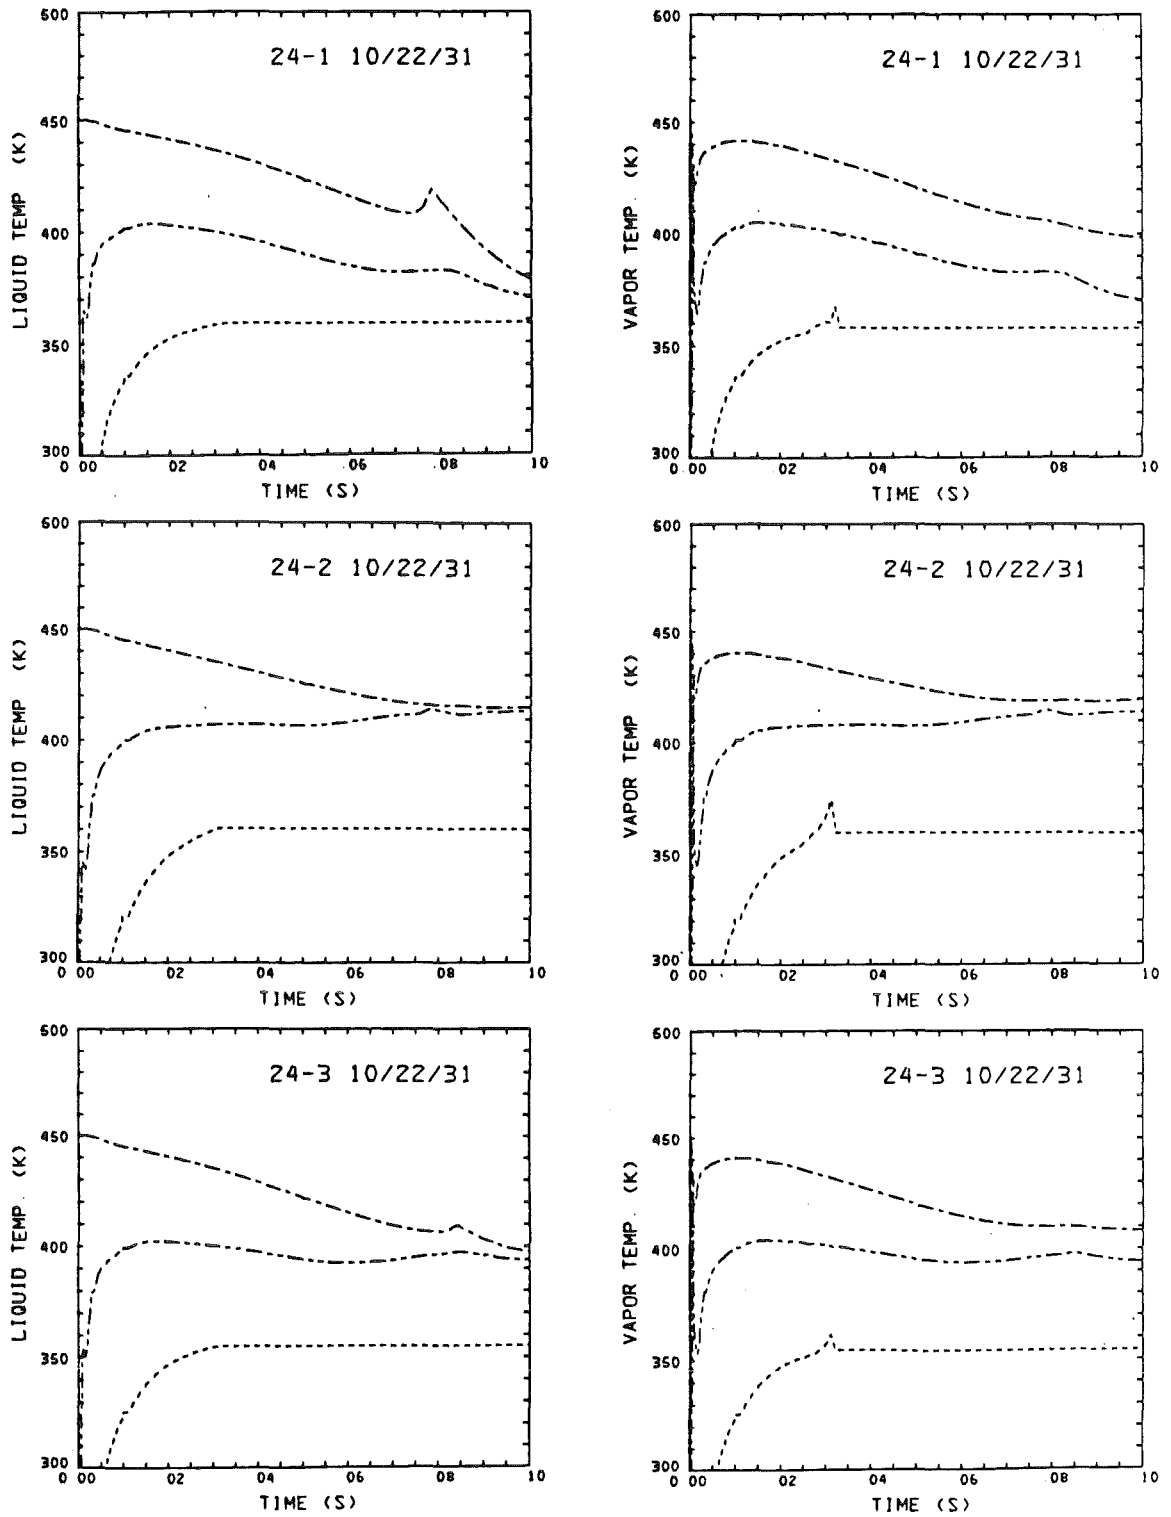 24-1 10/22/31
LIQUID TEMP (K)
500
450
400
350
300
0.00 .02 .04 .06 .08 .10
TIME (S)
24-1 10/22/31
VAPOR TEMP. (K)
500
450
400
350
300
0.00 .02 .04 .06 .08 .10
TIME (S)
24-2 10/22/31
LIQUID TEMP (K)
500
450
400
350
300
0.00 .02 .04 .06 .08 .10
TIME (S)
24-2 10/22/31
VAPOR TEMP (K)
500
450
400
350
300
0.00 .02 .04 .06 .08 .10
TIME (S)
24-3 10/22/31
LIQUID TEMP. (K)
500
450
400
350
300
0.00 .02 .04 .06 .08 .10
TIME (S)
24-3 10/22/31
VAPOR TEMP. (K)
500
450
400
350
300
0.00 .02 .04 .06 .08 .10
TIME (S)